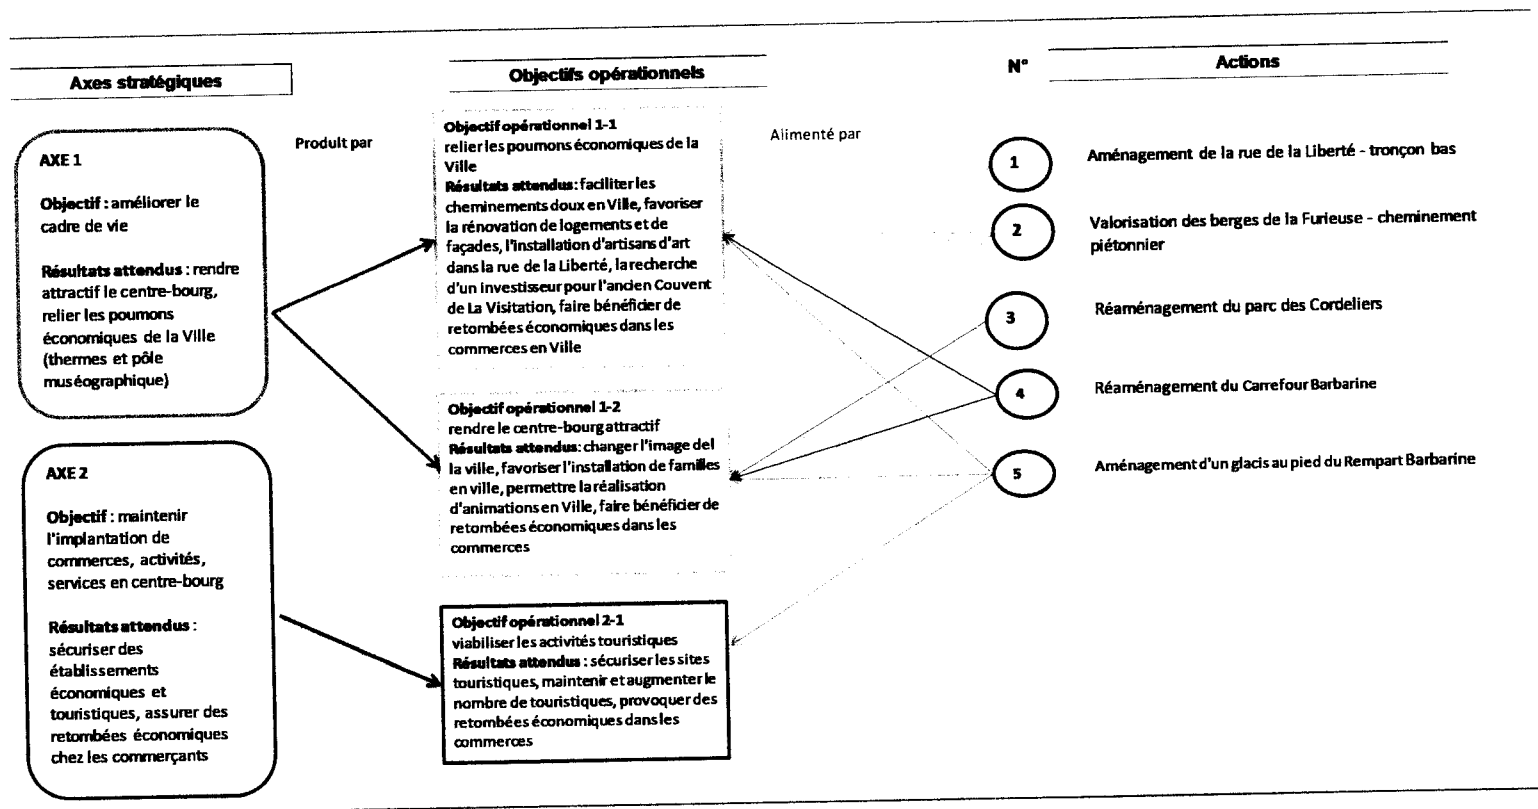 Axes stratégiques
Objectifs opérationnels
N°
Actions
Produit par
Alimenté par
AXE 1
Objectif : améliorer le
cadre de vie
Résultats attendus : rendre
attractif le centre-bourg,
relier les poumons
économiques de la Ville
(thermes et pôle
muséographique)
AXE 2
Objectif : maintenir
l'implantation de
commerces, activités,
services en centre-bourg
Résultats attendus :
sécuriser des
établissements
économiques et
touristiques, assurer des
retombées économiques
chez les commerçants
Objectif opérationnel 1-1
relier les poumons économiques de la
Ville
Résultats attendus: faciliter les
cheminements doux en Ville, favoriser
la rénovation de logements et de
façades, l'installation d'artisans d'art
dans la rue de la Liberté, la recherche
d'un investisseur pour l'ancien Couvent
de La Visitation, faire bénéficier de
retombées économiques dans les
commerces en Ville
Objectif opérationnel 1-2
rendre le centre-bourg attractif
Résultats attendus: changer l'image del
la ville, favoriser l'installation de familles
en ville, permettre la réalisation
d'animations en Ville, faire bénéficier de
retombées économiques dans les
commerces
Objectif opérationnel 2-1
viabiliser les activités touristiques
Résultats attendus : sécuriser les sites
touristiques, maintenir et augmenter le
nombre de touristiques, provoquer des
retombées économiques dans les
commerces
1 Aménagement de la rue de la Liberté - tronçon bas
2 Valorisation des berges de la Furieuse - cheminement
piétonnier
3 Réaménagement du parc des Cordeliers
4 Réaménagement du Carrefour Barbarine
5 Aménagement d'un glacis au pied du Rempart Barbarine